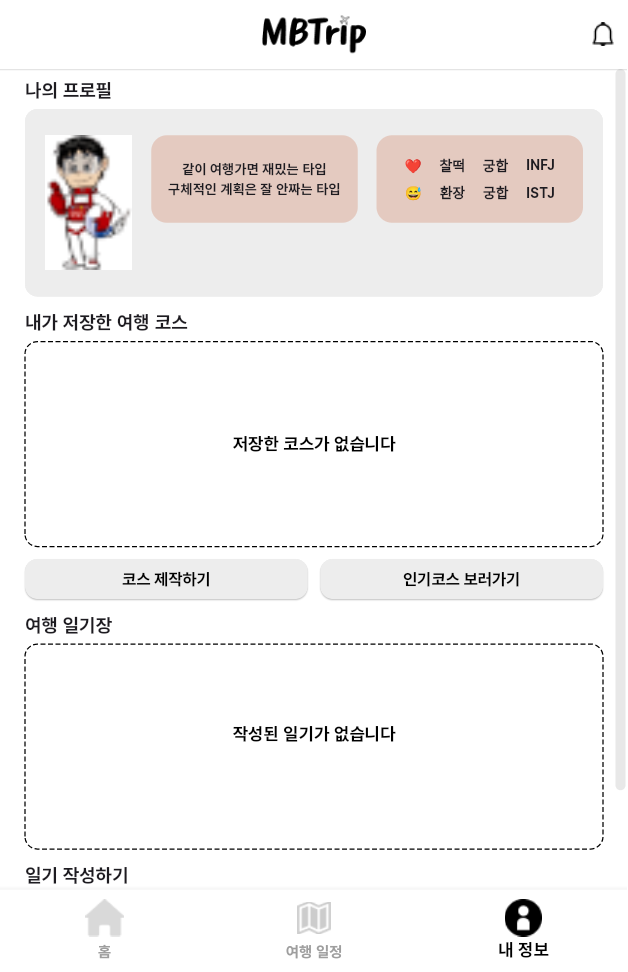 MBTrip
나의 프로필
같이 여행가면 재밌는 타입
구체적인 계획은 잘 안짜는 타입
❤️ 찰떡 궁합 INFJ
😅 환장 궁합 ISTJ
내가 저장한 여행 코스
저장한 코스가 없습니다
코스 제작하기
인기코스 보러가기
여행 일기장
작성된 일기가 없습니다
일기 작성하기
홈
여행 일정
내 정보